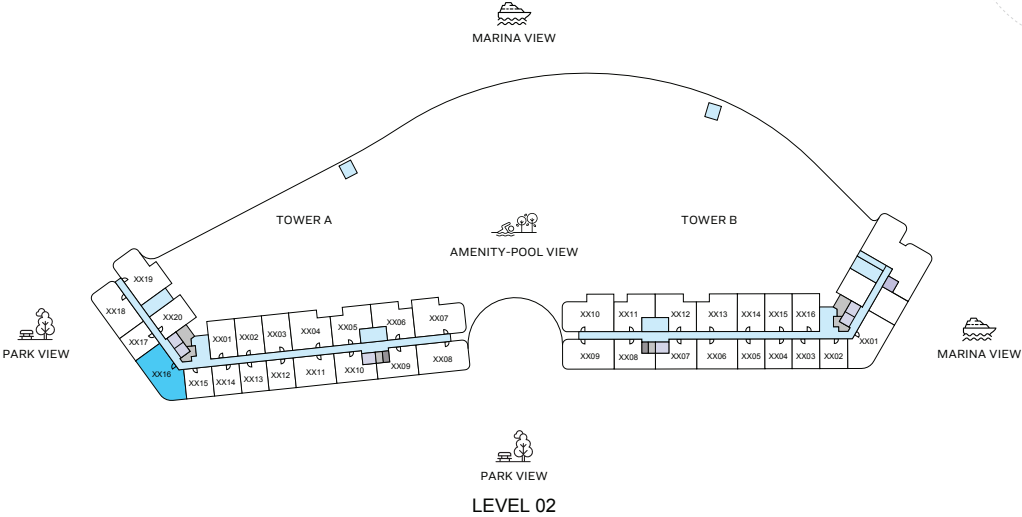 MARINA VIEW
TOWER A
TOWER B
AMENITY-POOL VIEW
XX19
XX18
XX20
XX17
XX16
XX01
XX02
XX03
XX04
XX05
XX06
XX07
XX15
XX14
XX13
XX12
XX11
XX10
XX09
XX08
XX10
XX11
XX12
XX13
XX14
XX15
XX16
XX01
XX09
XX08
XX07
XX06
XX05
XX04
XX03
XX02
PARK VIEW
MARINA VIEW
PARK VIEW
LEVEL 02